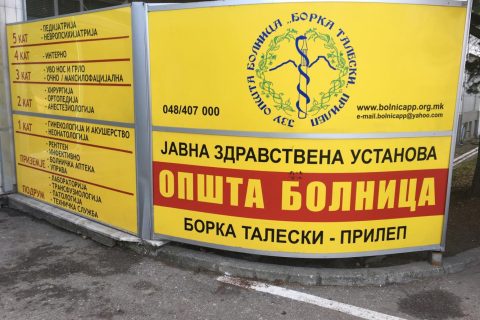 5 КАТ - ПЕДИЈАТРИЈА
- НЕВРОПСИХИЈАТРИЈА
4 КАТ - ИНТЕРНО
3 КАТ - УВО НОС И ГРЛО
- ОЧНО / МАКСИЛОФАЦИЈАЛНА
2 КАТ - ХИРУРГИЈА
- ОРТОПЕДИЈА
- АНЕСТЕЗИОЛОГИЈА
1 КАТ - ГИНЕКОЛОГИЈА И АКУШЕРСТВО
- НЕОНАТОЛОГИЈА
ПРИЗЕМЈЕ - РЕНТГЕН
- ИНФЕКТИВНО
- БОЛНИЧКА АПТЕКА
- УПРАВА
ПОДРУМ - ЛАБОРАТОРИЈА
- ТРАНСФУЗИОЛОГИЈА
- ПАТОЛОГИЈА
- ТЕХНИЧКА СЛУЖБА
ЈЗУ ОПШТА БОЛНИЦА „БОРКА ТАЛЕСКИ" ПРИЛЕП
048/407 000
www.bolnicapp.org.mk
e-mail.bolnicapp@yahoo.com
ЈАВНА ЗДРАВСТВЕНА УСТАНОВА
ОПШТА БОЛНИЦА
БОРКА ТАЛЕСКИ - ПРИЛЕП